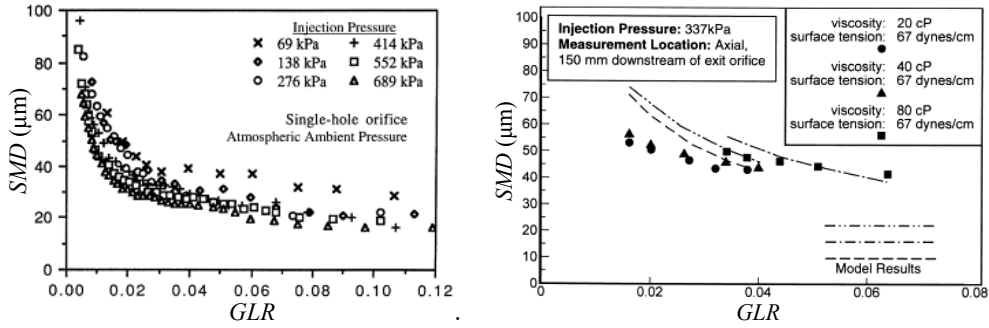 Injection Pressure
69 kPa
414 kPa
138 kPa
552 kPa
276 kPa
689 kPa
Single-hole orifice
Atmospheric Ambient Pressure
100
80
60
40
20
0
SMD (µm)
0.00
0.02
0.04
0.06
0.08
0.10
0.12
GLR
.
Injection Pressure: 337kPa
Measurement Location: Axial,
150 mm downstream of exit orifice
viscosity: 20 cP
surface tension: 67 dynes/cm
viscosity: 40 cP
surface tension: 67 dynes/cm
viscosity: 80 cP
surface tension: 67 dynes/cm
100
90
80
70
60
50
40
30
20
10
0
SMD (µm)
Model Results
0
0.02
0.04
0.06
0.08
GLR